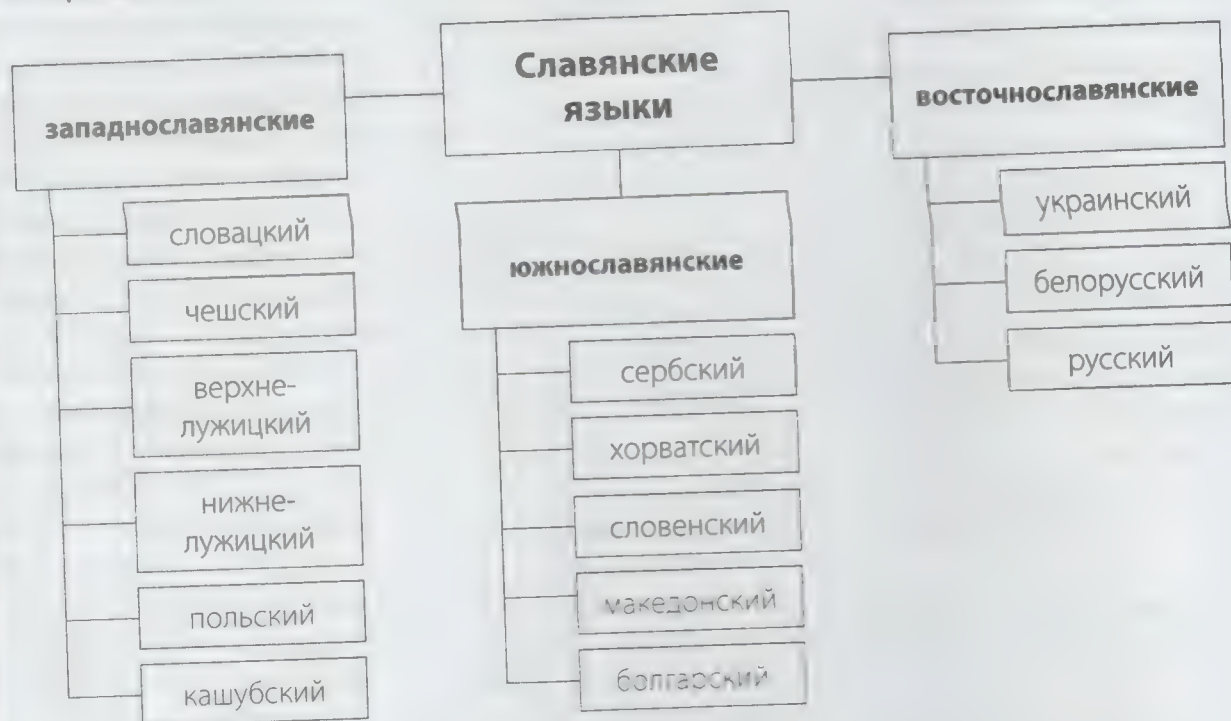 Славянские
языки
западнославянские
словацкий
чешский
верхне-
лужицкий
нижне-
лужицкий
польский
кашубский
южнославянские
сербский
хорватский
словенский
македонский
болгарский
восточнославянские
украинский
белорусский
русский